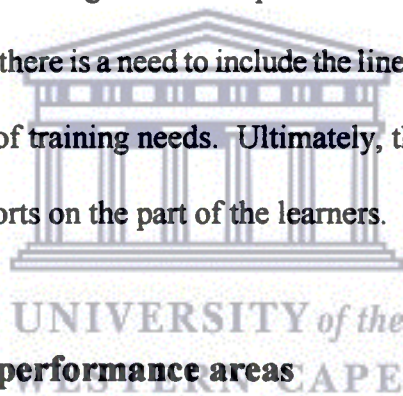 there is a need to include the line
of training needs. Ultimately, th
orts on the part of the learners.
UNIVERSITY of the
performance areas
WESTERN CAPE